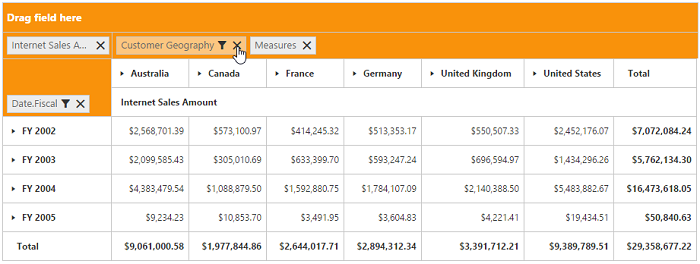 Drag field here
Internet Sales A... Customer Geography Measures
Australia Canada France Germany United Kingdom United States Total
Date.Fiscal Internet Sales Amount
FY 2002 $2,568,701.39 $573,100.97 $414,245.32 $513,353.17 $550,507.33 $2,452,176.07 $7,072,084.24
FY 2003 $2,099,585.43 $305,010.69 $633,399.70 $593,247.24 $696,594.97 $1,434,296.26 $5,762,134.30
FY 2004 $4,383,479.54 $1,088,879.50 $1,592,880.75 $1,784,107.09 $2,140,388.50 $5,483,882.67 $16,473,618.05
FY 2005 $9,234.23 $10,853.70 $3,491.95 $3,604.83 $4,221.41 $19,434.51 $50,840.63
Total $9,061,000.58 $1,977,844.86 $2,644,017.71 $2,894,312.34 $3,391,712.21 $9,389,789.51 $29,358,677.22